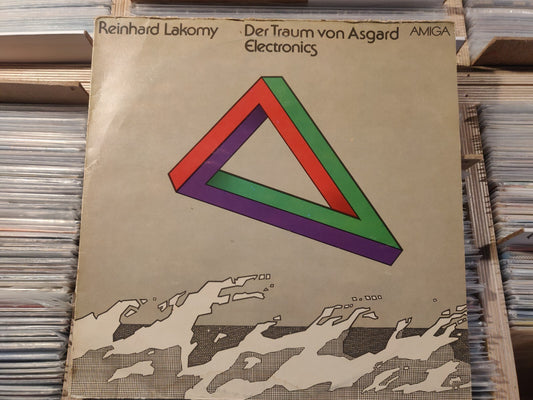 Reinhard Lakomy
Der Traum von Asgard
Electronics
AMIGA